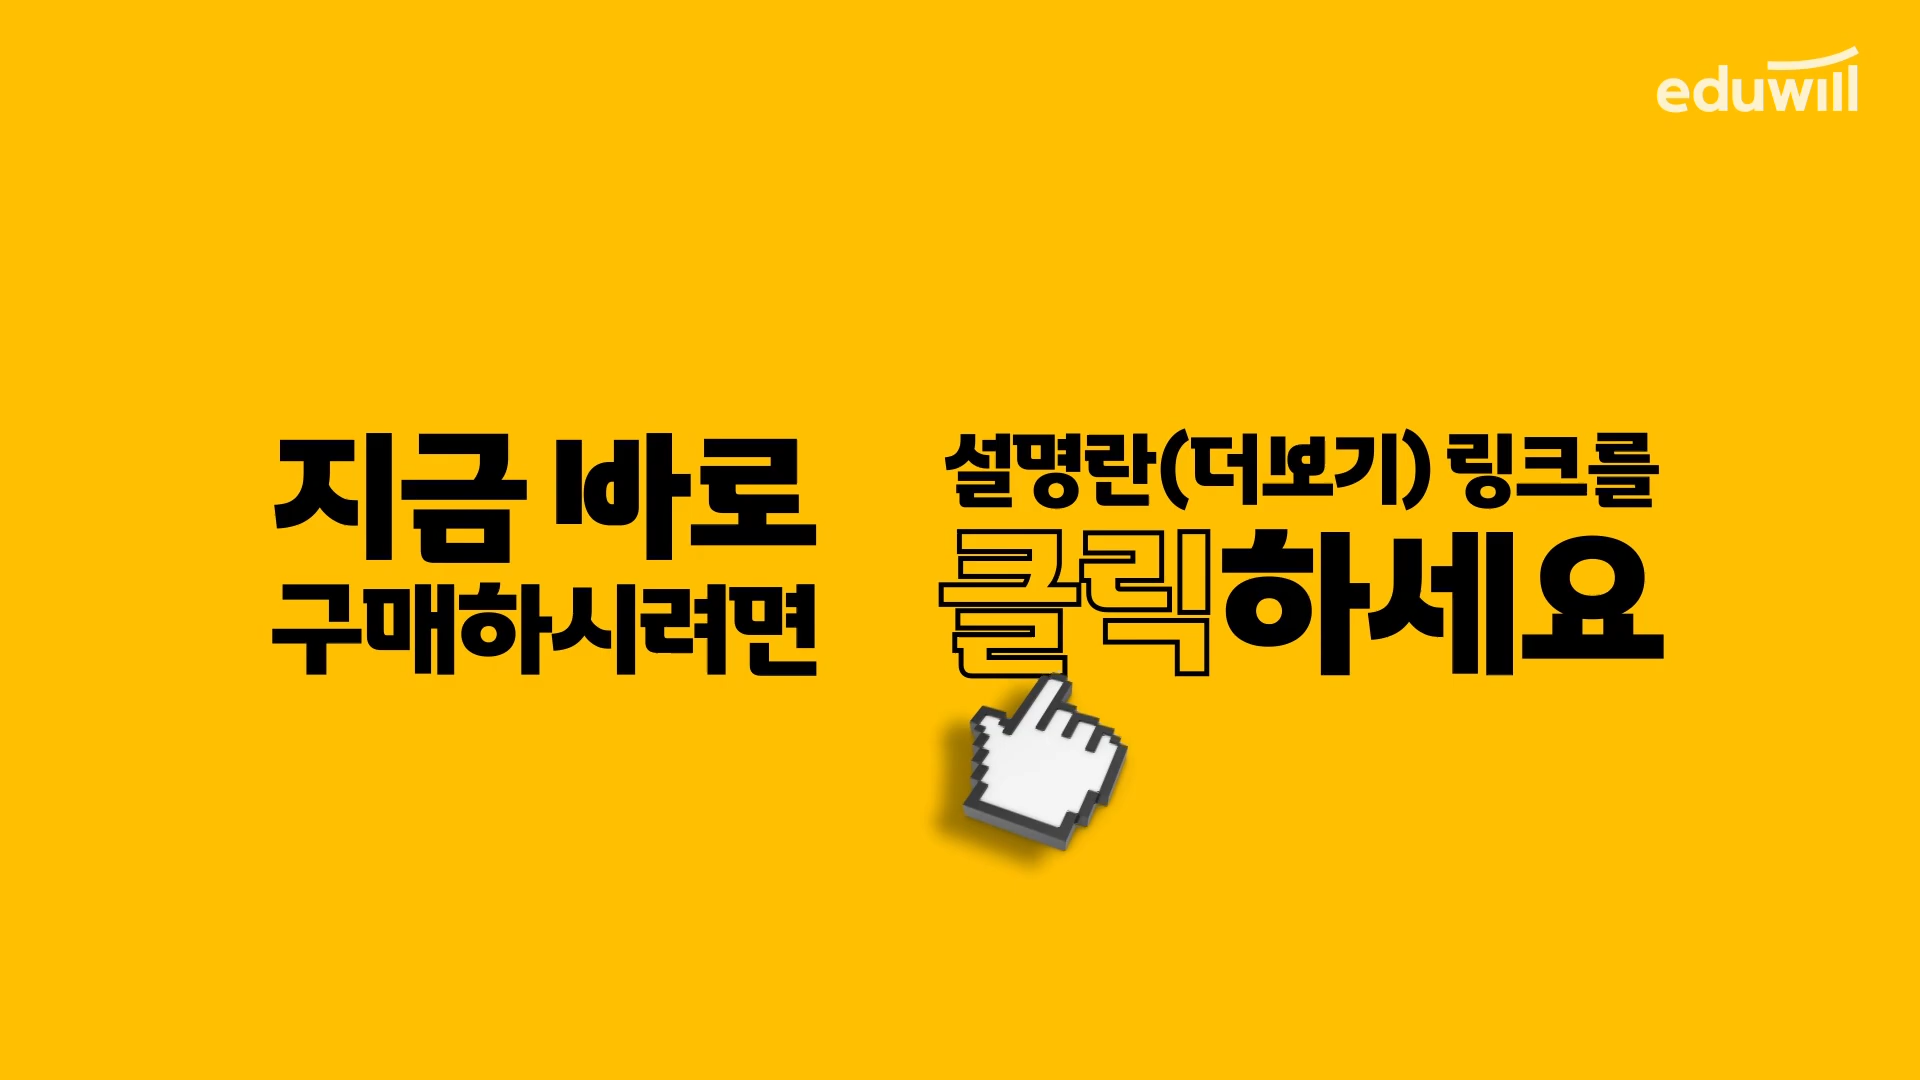 eduwill
지금 바로
구매하시려면
설명란(더보기) 링크를
클릭하세요